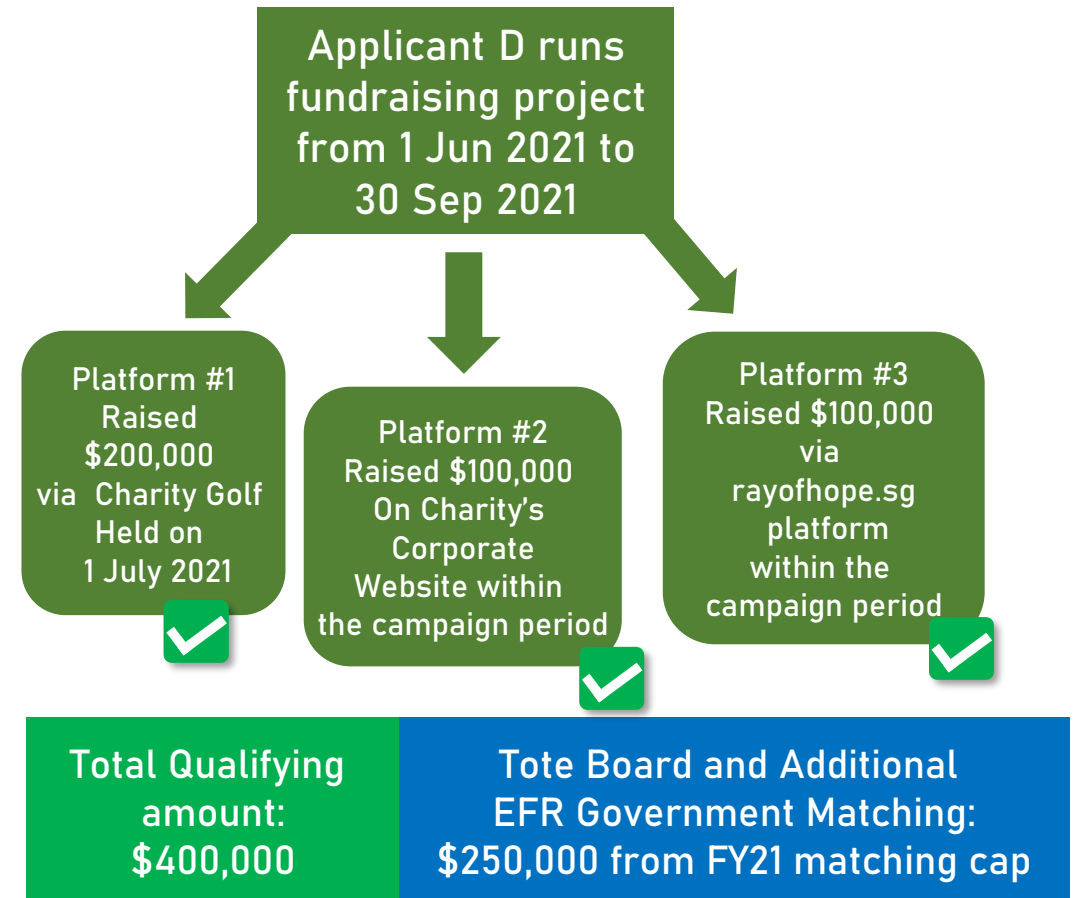 Applicant D runs
fundraising project
from 1 Jun 2021 to
30 Sep 2021
Platform #1
Raised
$200,000
via Charity Golf
Held on
1 July 2021
Platform #2
Raised $100,000
On Charity's
Corporate
Website within
the campaign period
Platform #3
Raised $100,000
via
rayofhope.sg
platform
within the
campaign period
Total Qualifying
amount:
$400,000
Tote Board and Additional
EFR Government Matching:
$250,000 from FY21 matching cap